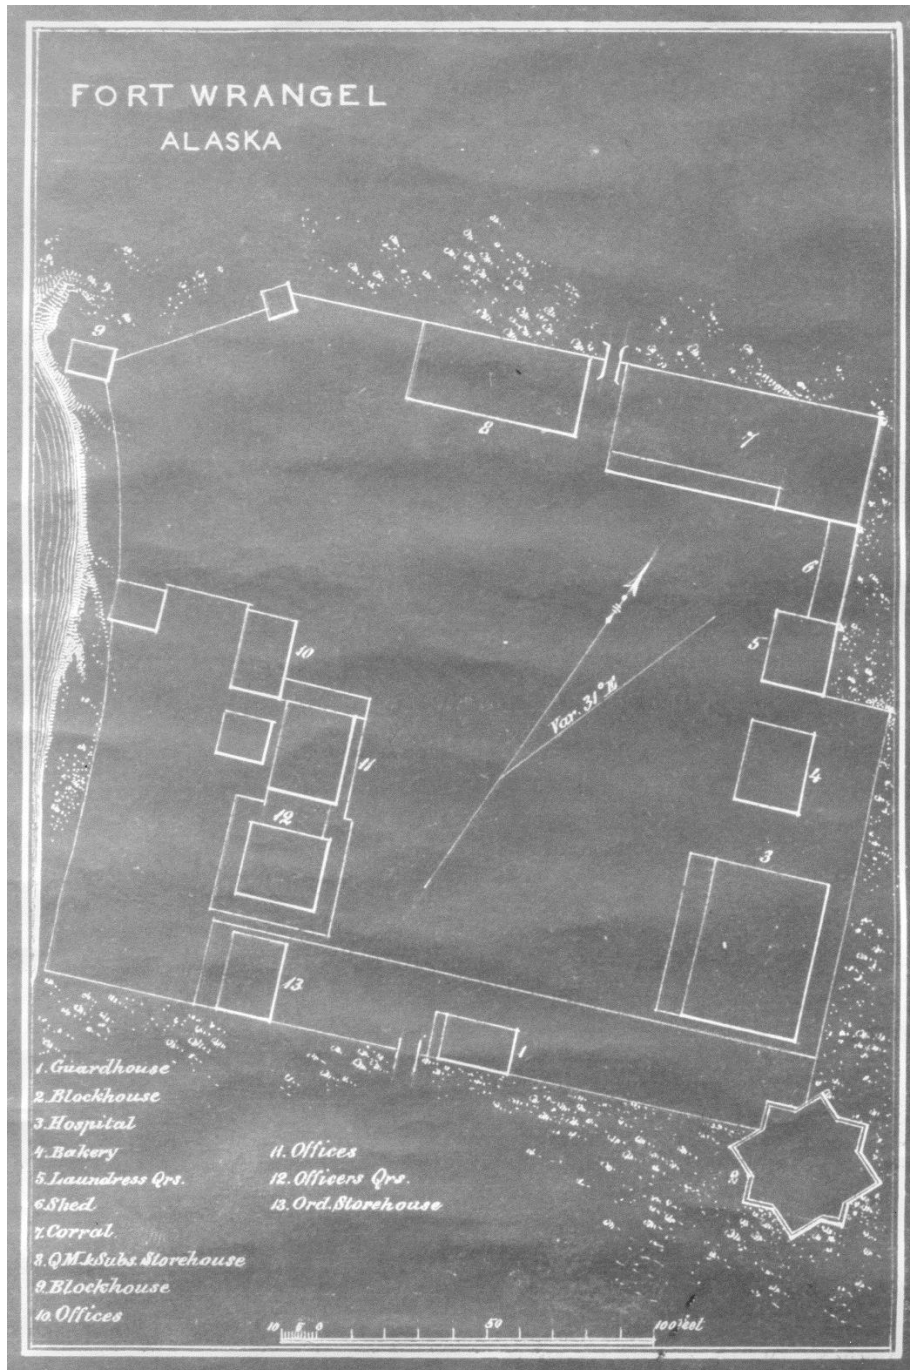 FORT WRANGEL
ALASKA
9
8
7
6
5
10
Var. 31° E
11
4
12
3
13
1
2
1. Guardhouse
2. Blockhouse
3. Hospital
4. Bakery
5. Laundress Qrs.
6. Shed
7. Corral
8. QM & Subs. Storehouse
9. Blockhouse
10. Offices
11. Offices
12. Officers Qrs.
13. Ord. Storehouse
10 5 0 50 100 feet